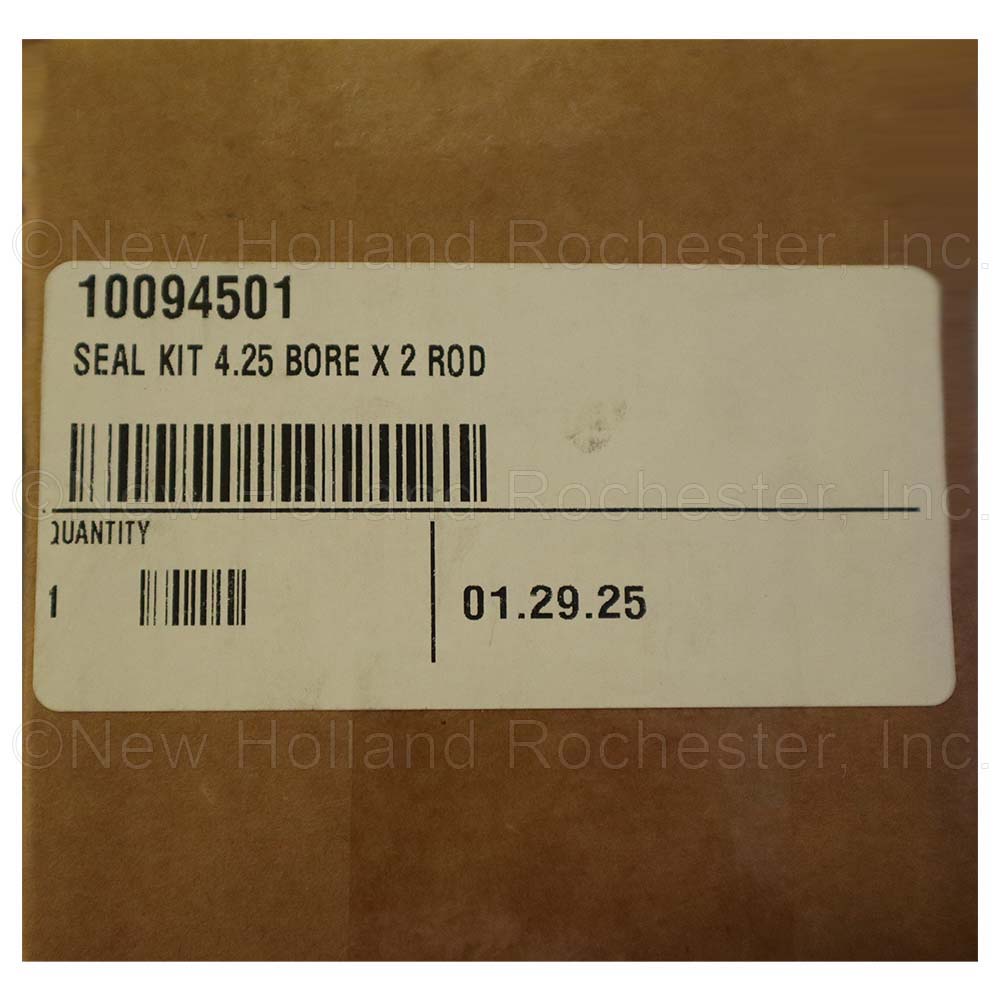 ©New Holland Rochester, Inc.
10094501
SEAL KIT 4.25 BORE X 2 ROD
©New Holland Rochester, Inc.
QUANTITY
1
01.29.25
©New Holland Rochester, Inc.